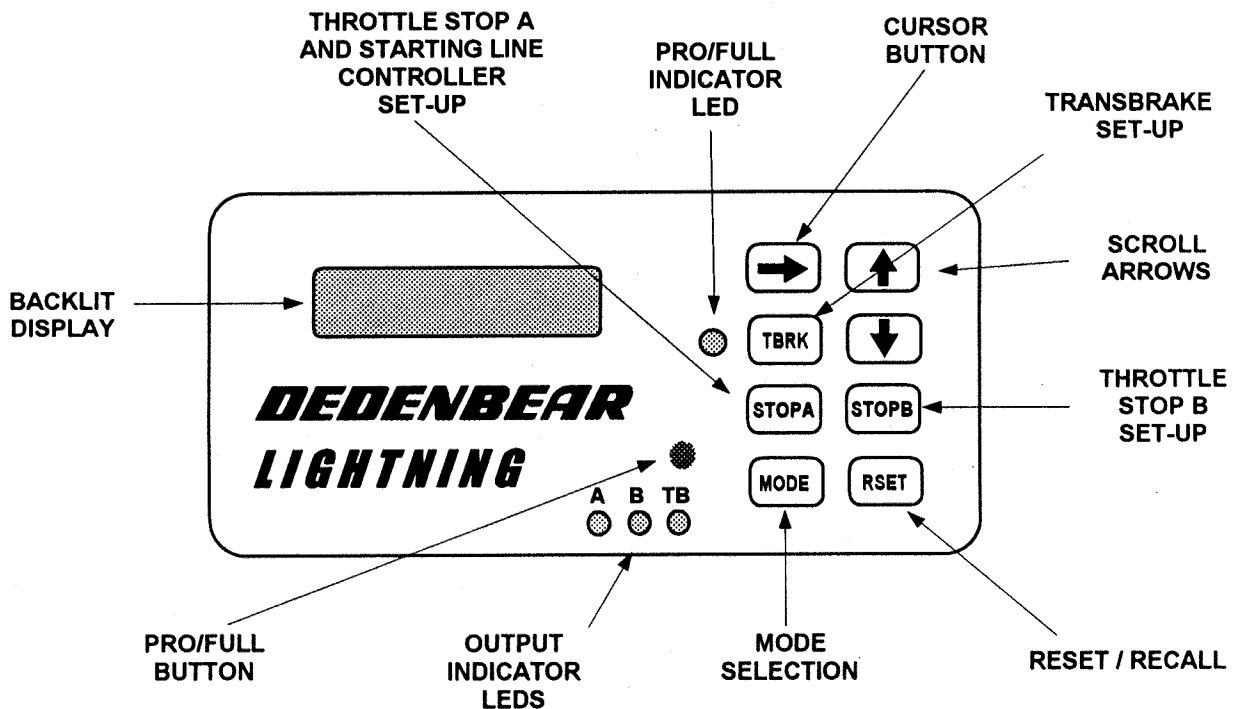 THROTTLE STOP A
AND STARTING LINE
CONTROLLER
SET-UP
PRO/FULL
INDICATOR
LED
CURSOR
BUTTON
TRANSBRAKE
SET-UP
SCROLL
ARROWS
BACKLIT
DISPLAY
TBRK
THROTTLE
STOP B
SET-UP
DEDENBEAR
LIGHTNING
STOPA
STOPB
MODE
RSET
A B TB
PRO/FULL
BUTTON
OUTPUT
INDICATOR
LEDS
MODE
SELECTION
RESET / RECALL